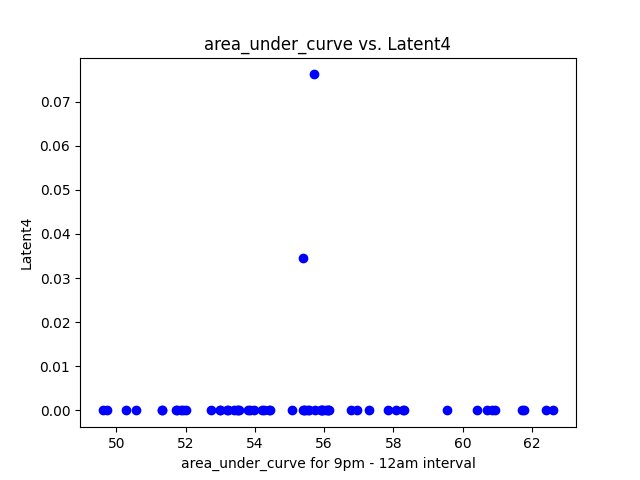 area_under_curve vs. Latent4
0.07
0.06
0.05
0.04
0.03
0.02
0.01
0.00
Latent4
50 52 54 56 58 60 62
area_under_curve for 9pm - 12am interval